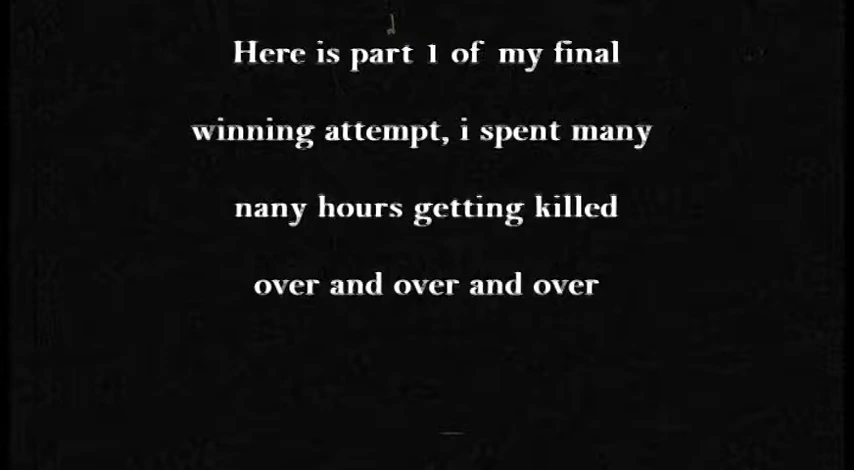 Here is part 1 of my final
winning attempt, i spent many
nany hours getting killed
over and over and over